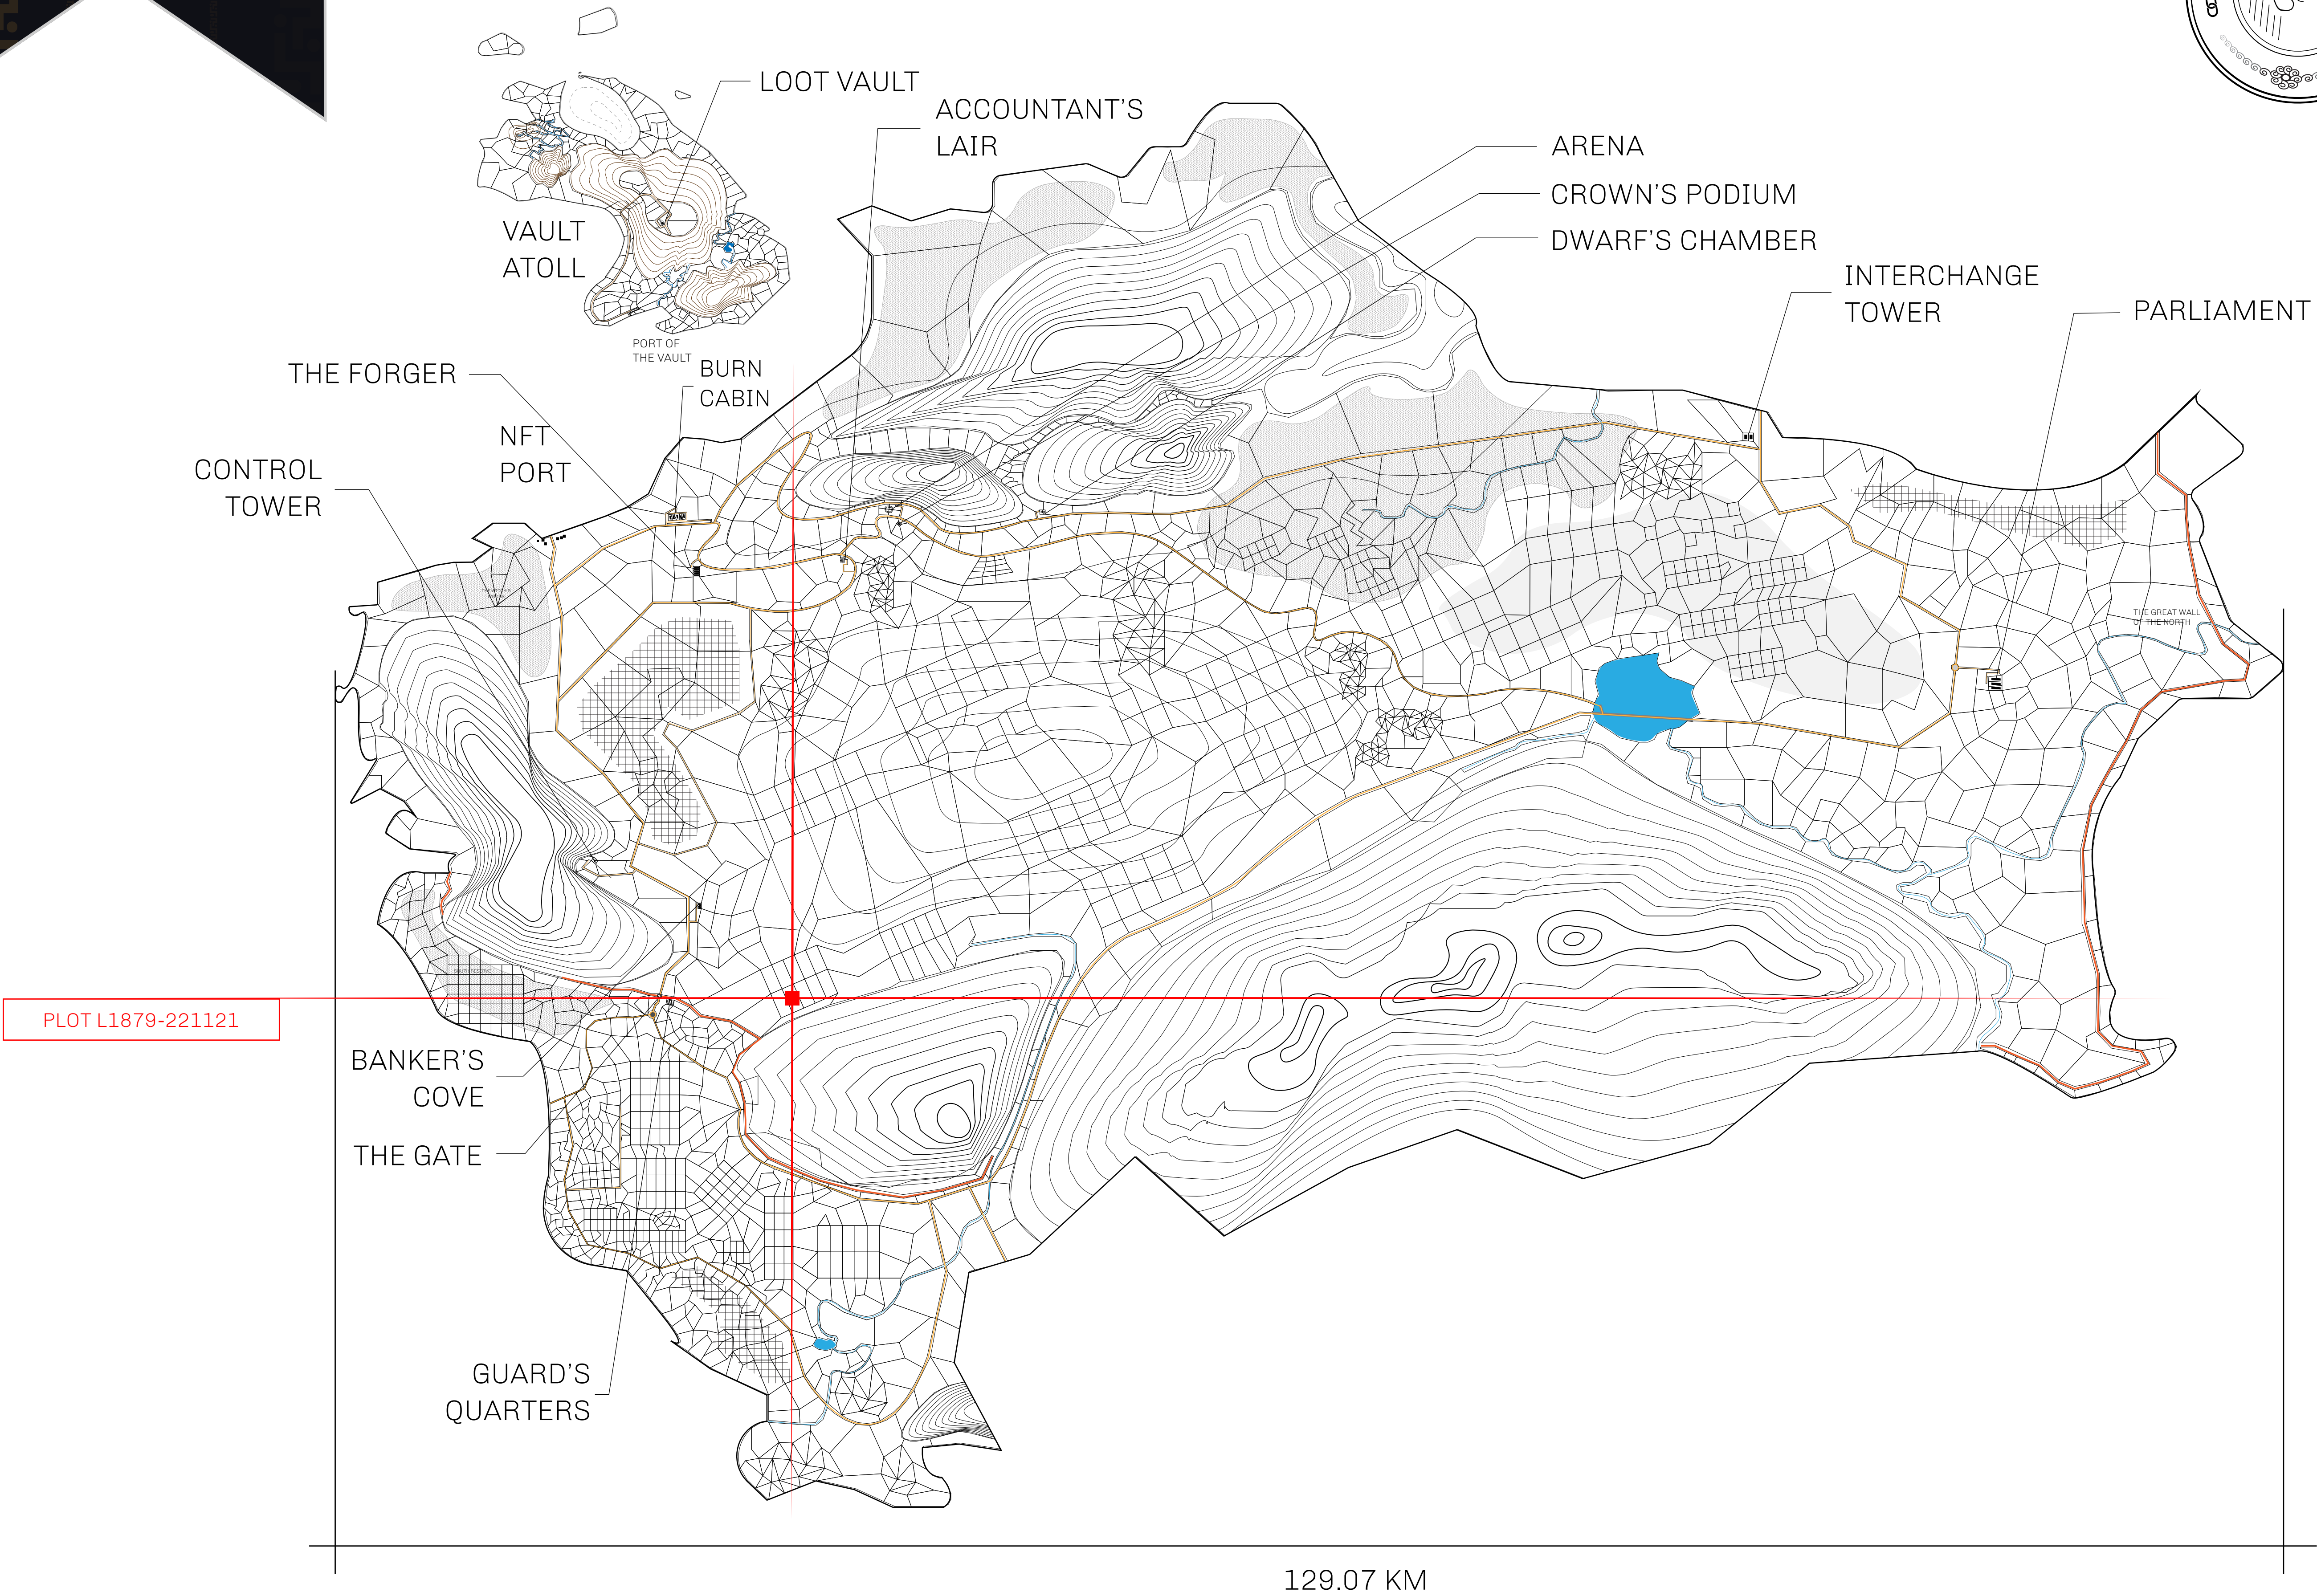 LOOT VAULT
ACCOUNTANT'S
LAIR
ARENA
CROWN'S PODIUM
DWARF'S CHAMBER
VAULT
ATOLL
INTERCHANGE
TOWER
PARLIAMENT
PORT OF
THE VAULT
THE FORGER
BURN
CABIN
NFT
PORT
CONTROL
TOWER
THE GREAT WALL
OF THE NORTH
SOUTH RESERVE
PLOT L1879-221121
BANKER'S
COVE
THE GATE
GUARD'S
QUARTERS
129.07 KM